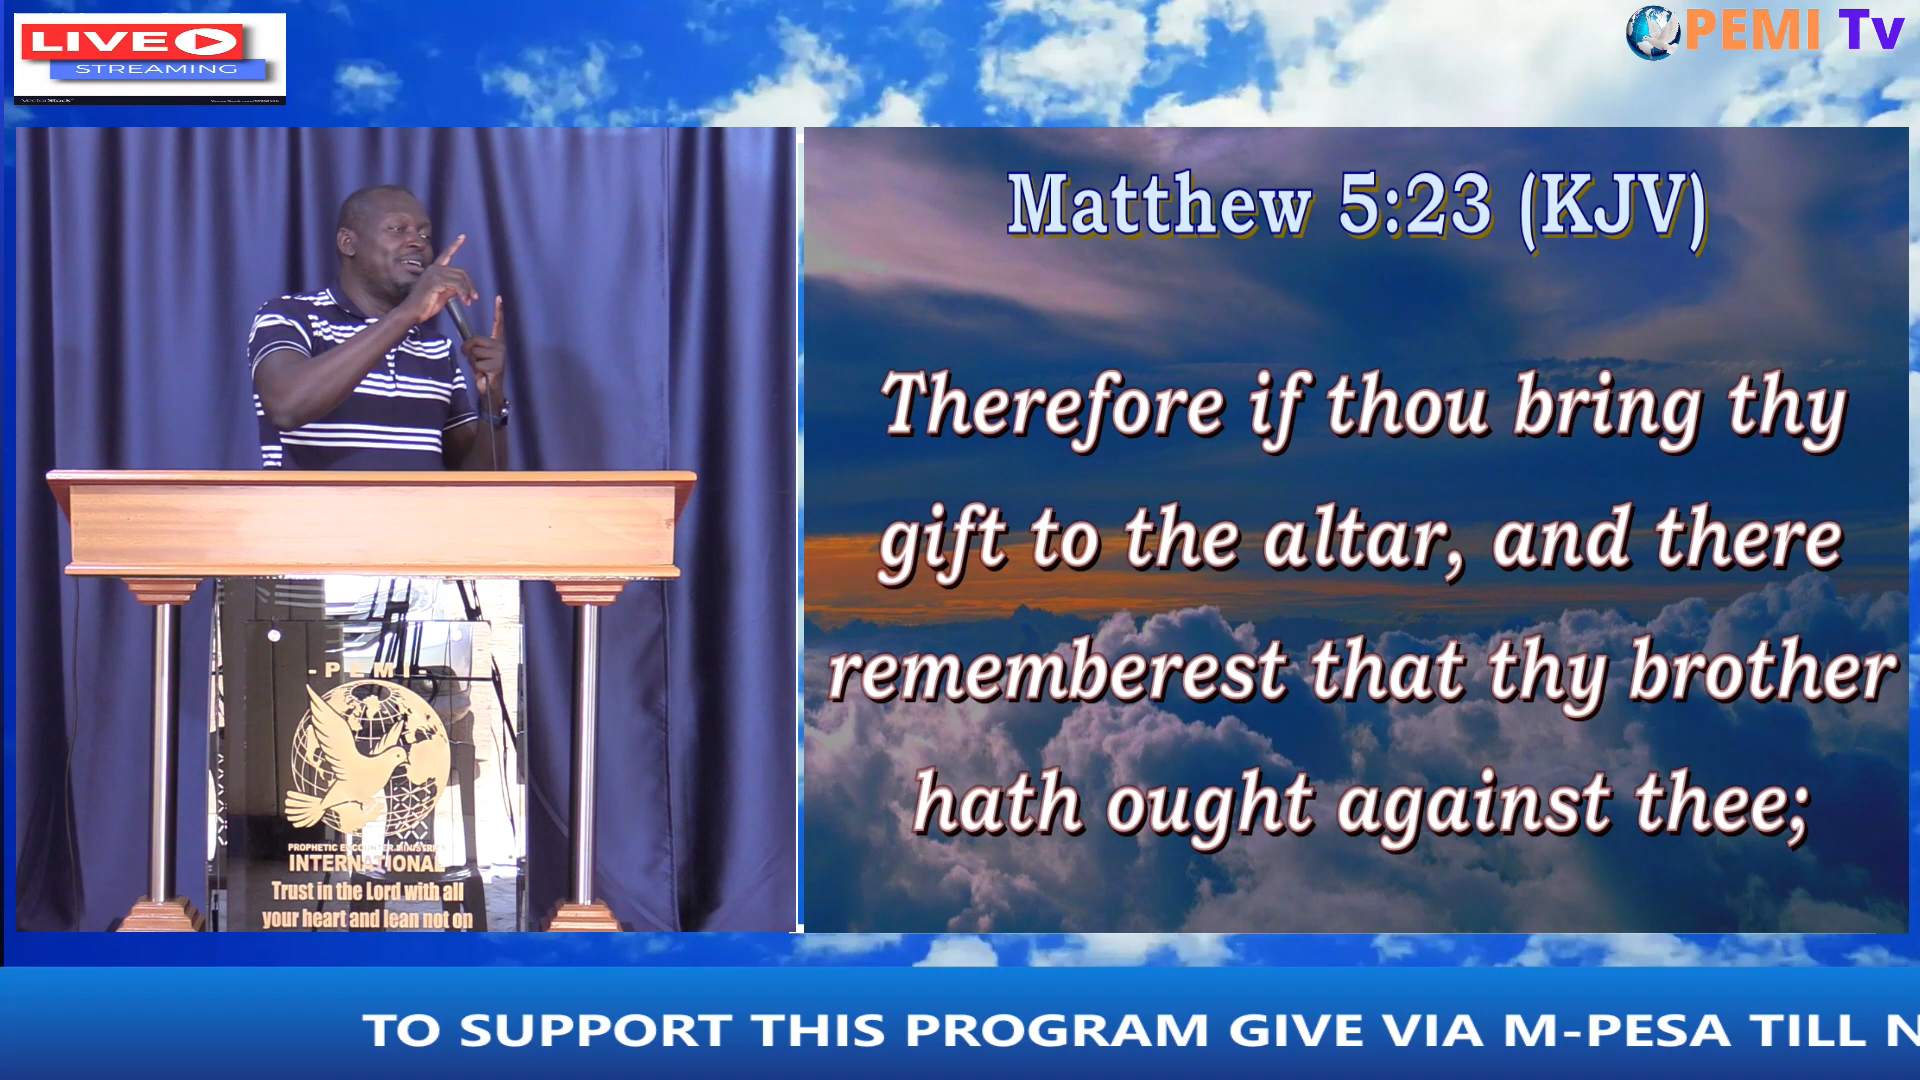 LIVE
STREAMING
VectorStock
PEMI Tv
Matthew 5:23 (KJV)
Therefore if thou bring thy
gift to the altar, and there
rememberest that thy brother
hath ought against thee;
- P E M I -
INTERNATIONAL
Trust in the Lord with all
your heart and lean not on
TO SUPPORT THIS PROGRAM GIVE VIA M-PESA TILL N